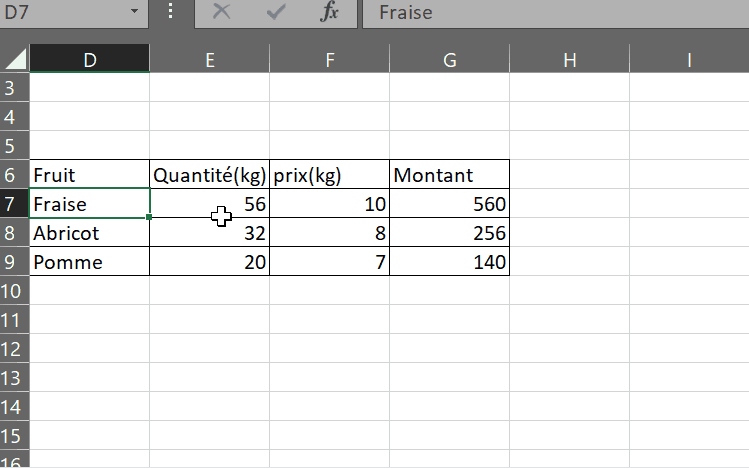 D7 fx Fraise
D E F G H I
3
4
5
6 Fruit Quantité(kg) prix(kg) Montant
7 Fraise 56 10 560
8 Abricot 32 8 256
9 Pomme 20 7 140
10
11
12
13
14
15
16